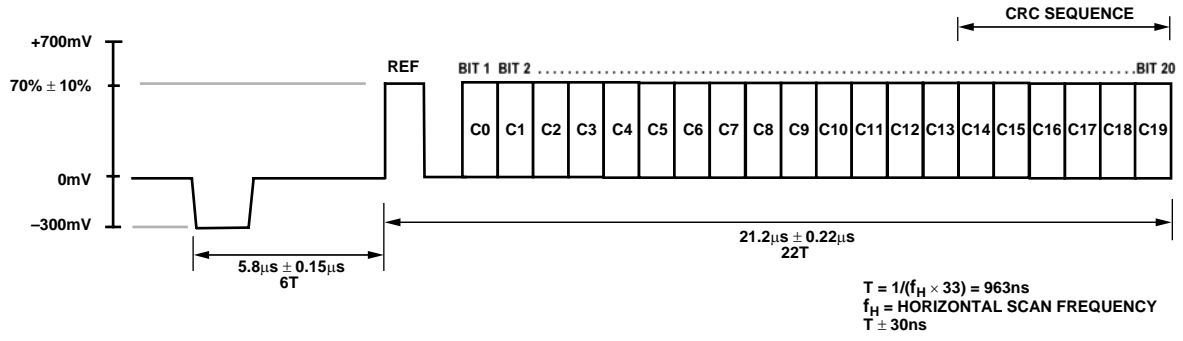 CRC SEQUENCE
+700mV
REF
BIT 1 BIT 2 ............................................................ BIT 20
70% ± 10%
C0 C1 C2 C3 C4 C5 C6 C7 C8 C9 C10 C11 C12 C13 C14 C15 C16 C17 C18 C19
0mV
–300mV
21.2µs ± 0.22µs
22T
5.8µs ± 0.15µs
6T
T = 1/(fH × 33) = 963ns
fH = HORIZONTAL SCAN FREQUENCY
T ± 30ns